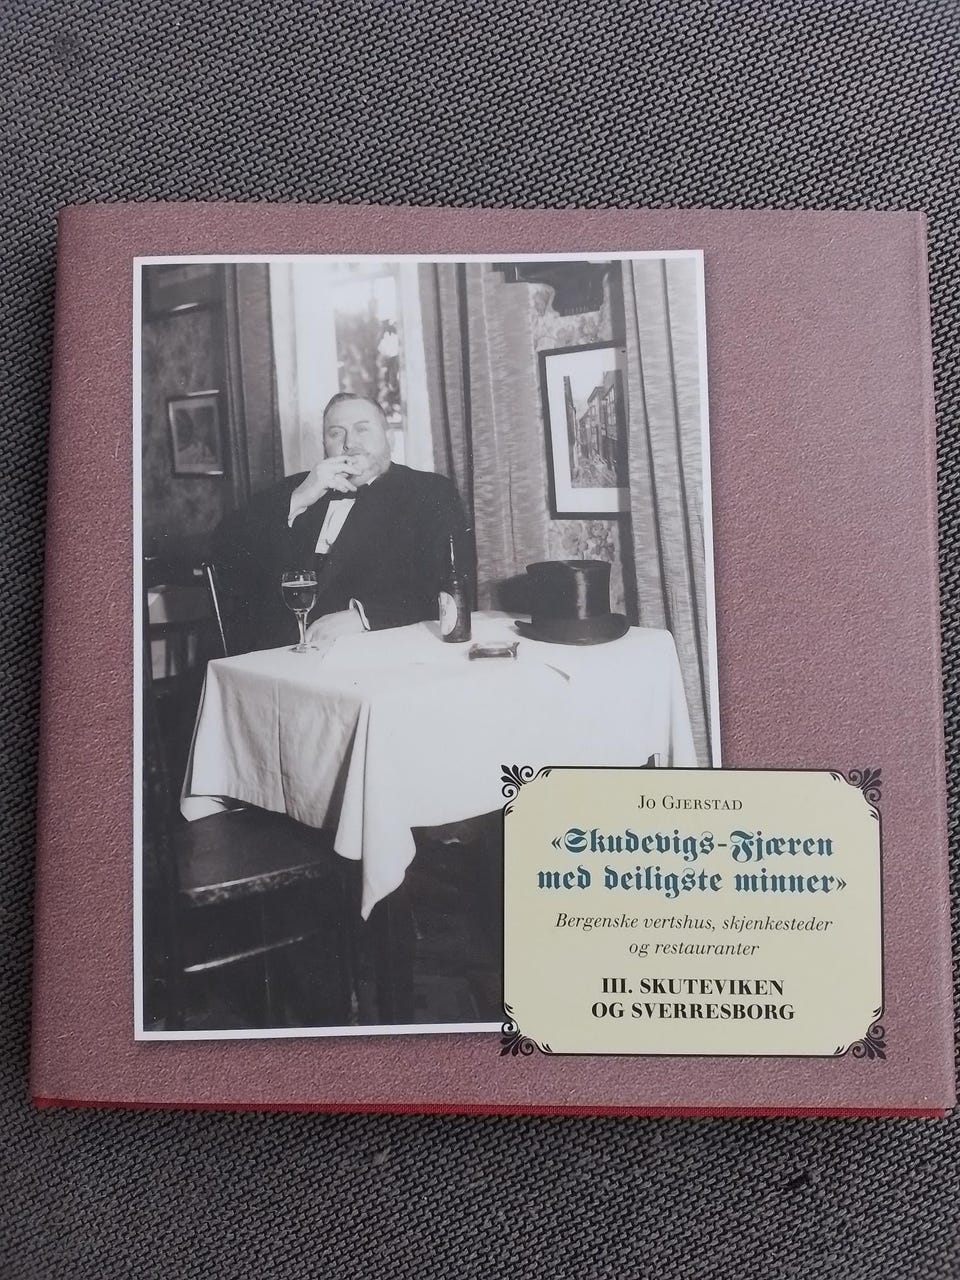 Jo Gjerstad
«Skudevigs-Fjæren
med deiligste minner»
Bergenske vertshus, skjenkesteder
og restauranter
III. SKUTEVIKEN
OG SVERRESBORG